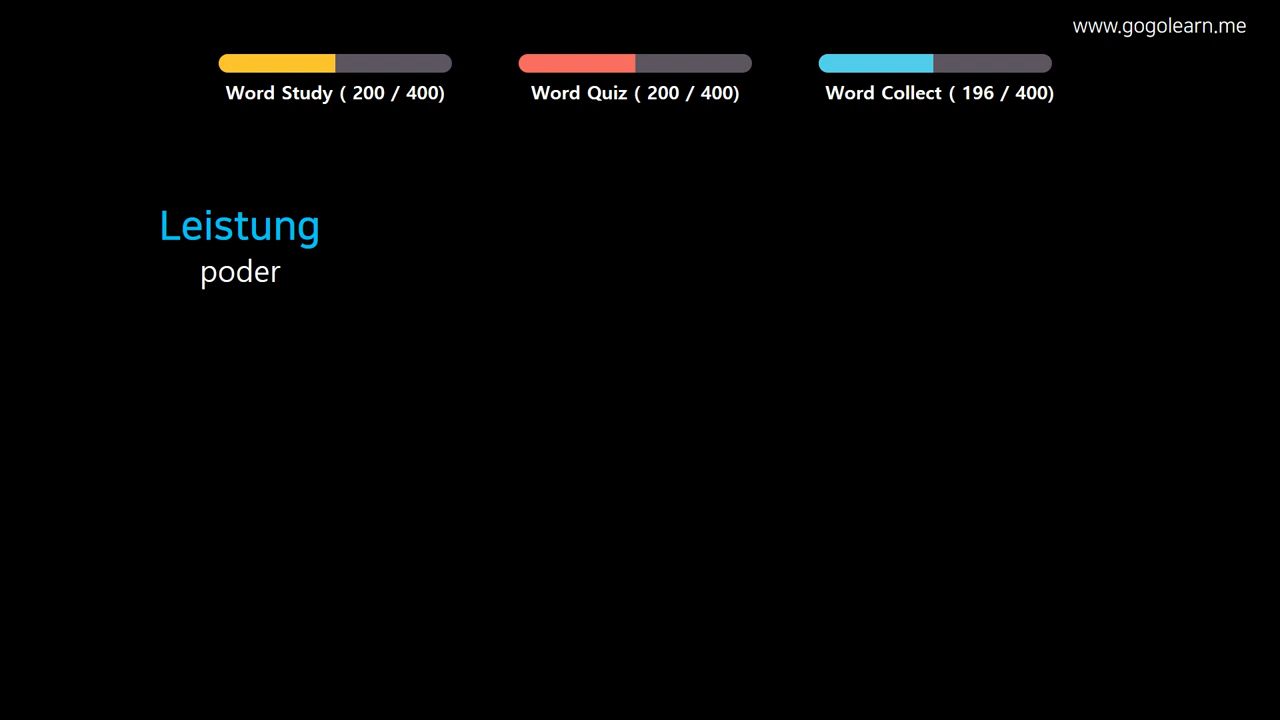 www.gogolearn.me
Word Study ( 200 / 400)
Word Quiz ( 200 / 400)
Word Collect ( 196 / 400)
Leistung
poder